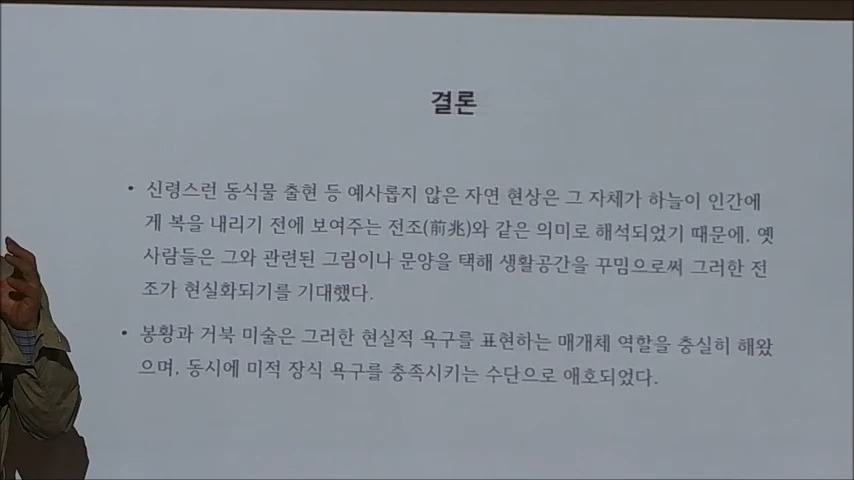 결론
• 신령스런 동식물 출현 등 예사롭지 않은 자연 현상은 그 자체가 하늘이 인간에
게 복을 내리기 전에 보여주는 전조(前兆)와 같은 의미로 해석되었기 때문에, 옛
사람들은 그와 관련된 그림이나 문양을 택해 생활공간을 꾸밈으로써 그러한 전
조가 현실화되기를 기대했다.
• 봉황과 거북 미술은 그러한 현실적 욕구를 표현하는 매개체 역할을 충실히 해왔
으며, 동시에 미적 장식 욕구를 충족시키는 수단으로 애호되었다.